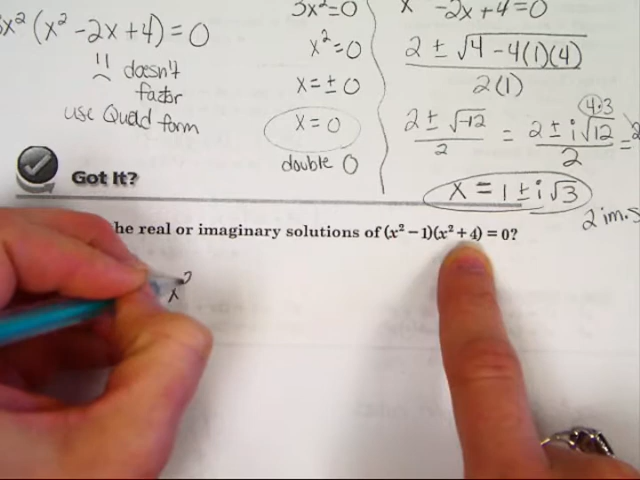 3x² (x² - 2x + 4) = 0
doesn't
factor
use Quad form
3x² = 0
x² = 0
x = ± 0
x = 0
double 0
x² - 2x + 4 = 0
2 ± √4 - 4(1)(4)
2(1)
4·3
2 ± √-12 = 2 ± i√12 =
2 2
x = 1 ± i√3
2 im.
Got It?
he real or imaginary solutions of (x² − 1)(x² + 4) = 0?
x²